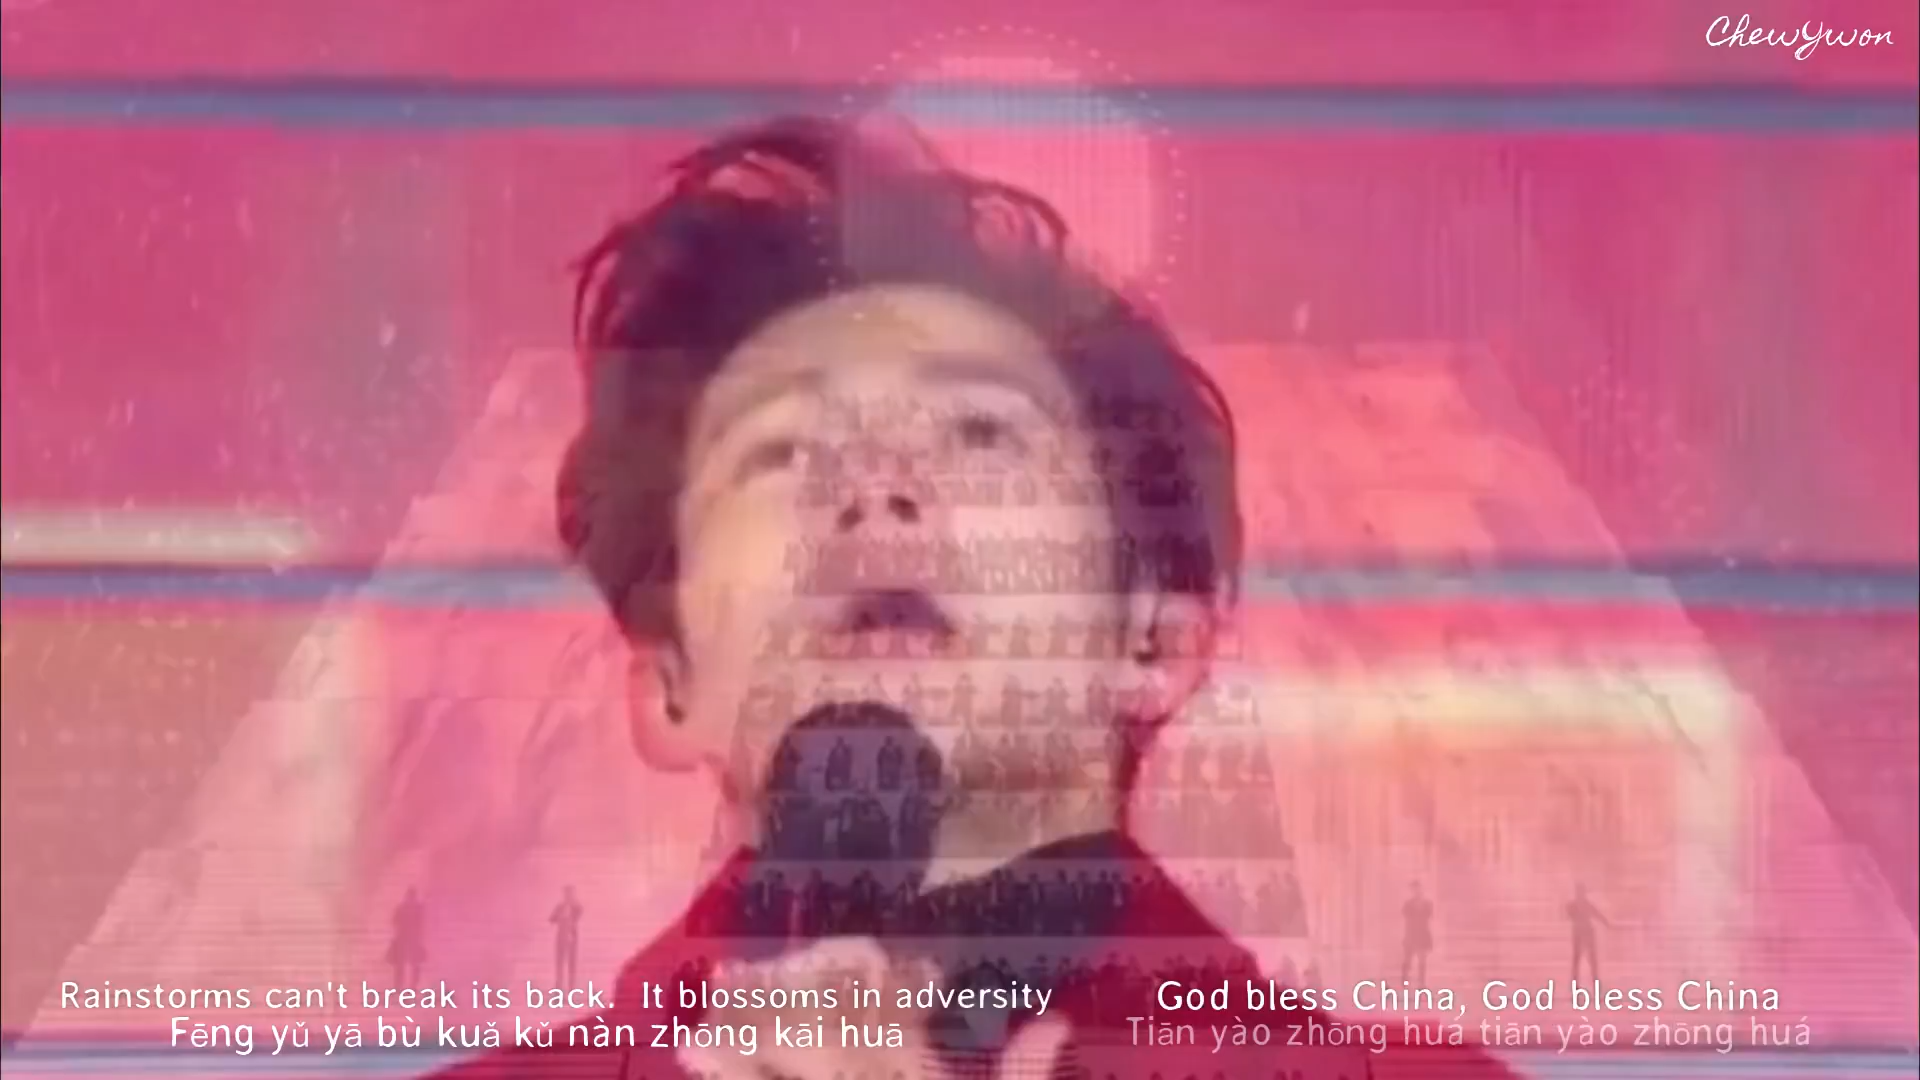 ChewYwon
Rainstorms can't break its back.  It blossoms in adversity
Fēng yǔ yā bù kuǎ kǔ nàn zhōng kāi huā
God bless China, God bless China
Tiān yào zhōng huá tiān yào zhōng huá